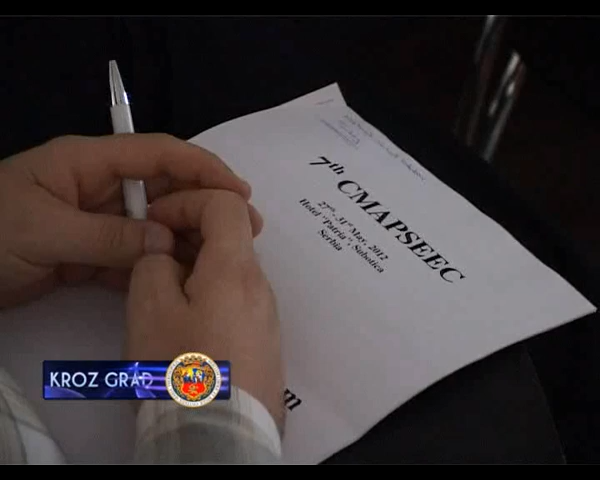 7th CMAPSEEC
27th - 31st May, 2012
Hotel "Patria", Subotica
Serbia
KROZ GRAD